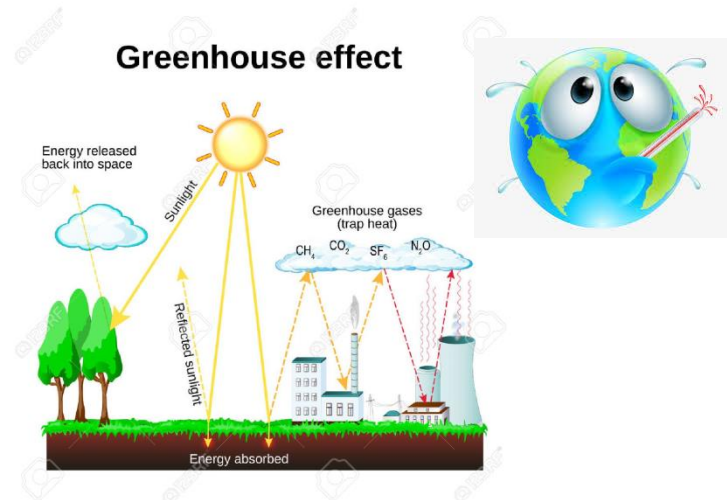 Greenhouse effect
Energy released
back into space
Sunlight
Greenhouse gases
(trap heat)
CH₄ CO₂ SF₆ N₂O
Reflected sunlight
Energy absorbed